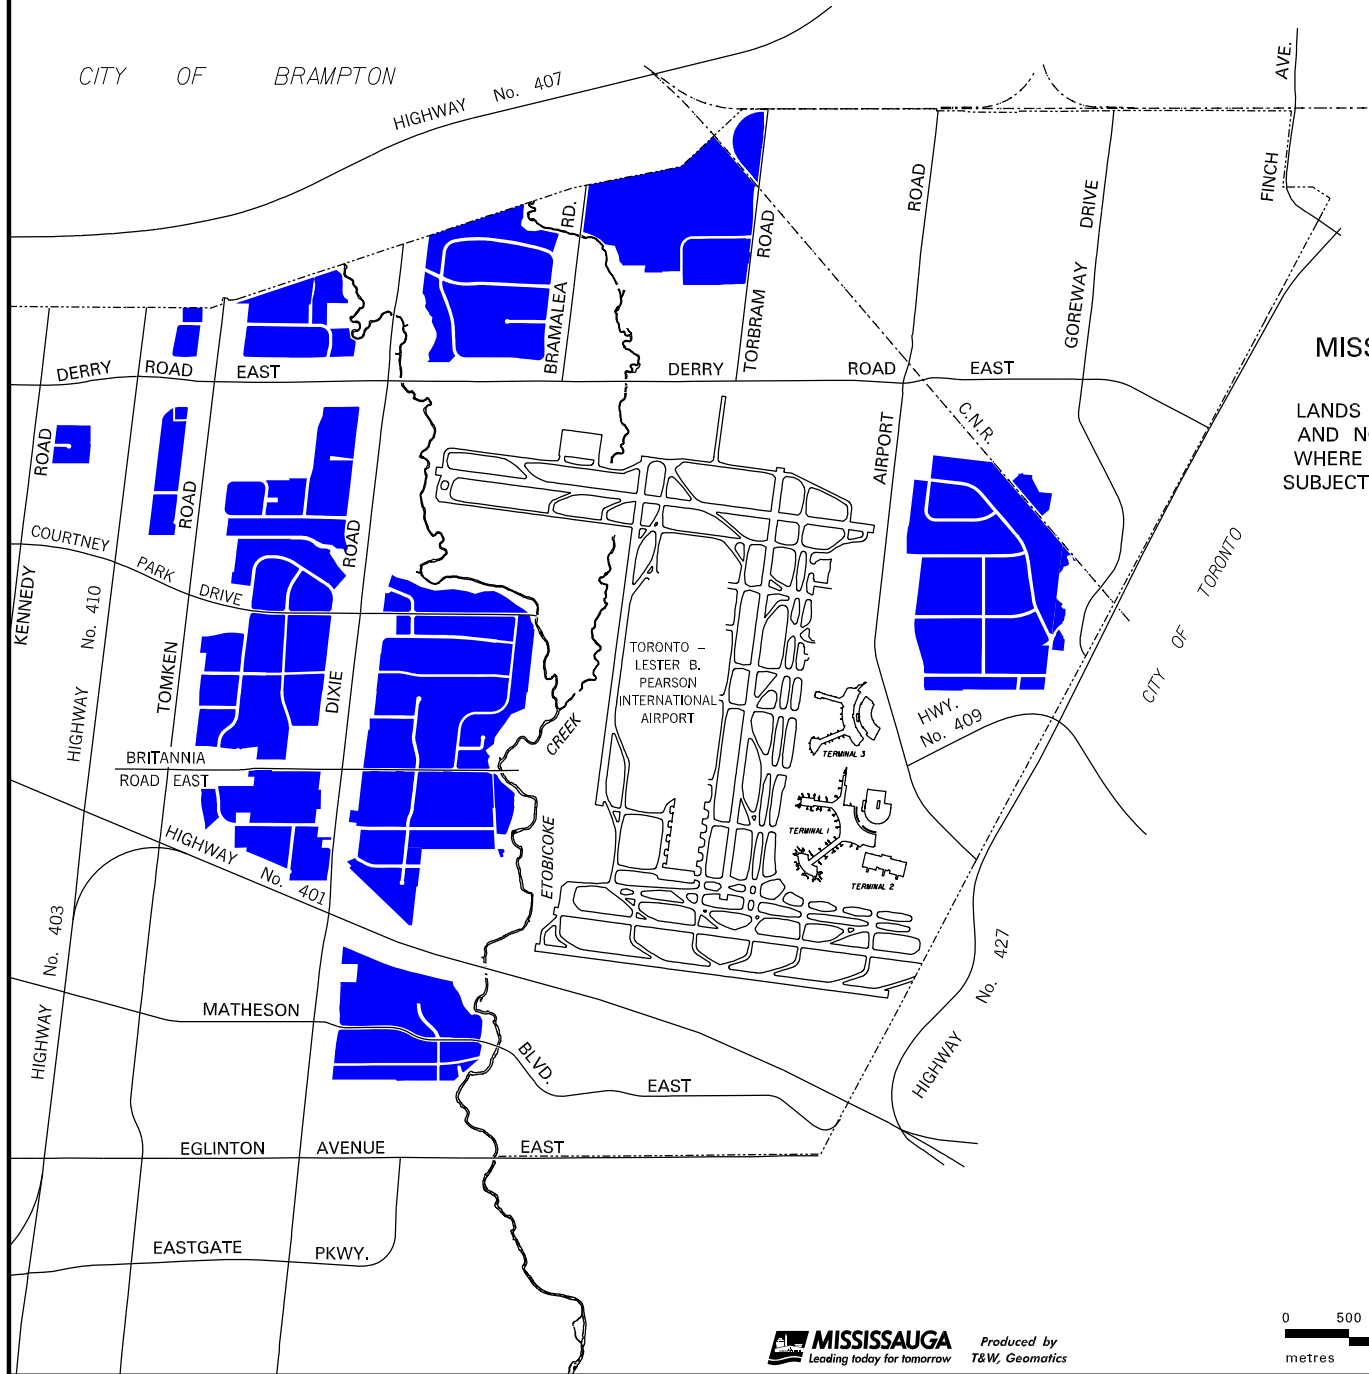 CITY OF BRAMPTON
HIGHWAY No. 407
FINCH AVE.
BRAMALEA RD.
TORBRAM ROAD
ROAD
GOREWAY DRIVE
DERRY ROAD EAST
DERRY ROAD EAST
MISS
LANDS
AND N
WHERE
SUBJECT
C.N.R.
AIRPORT
KENNEDY ROAD
COURTNEY PARK DRIVE
HIGHWAY No. 410
TOMKEN ROAD
DIXIE ROAD
CITY OF TORONTO
TORONTO –
LESTER B.
PEARSON
INTERNATIONAL
AIRPORT
HWY.
No. 409
TERMINAL 3
TERMINAL 1
TERMINAL 2
BRITANNIA
ROAD EAST
ETOBICOKE CREEK
HIGHWAY No. 401
HIGHWAY No. 403
HIGHWAY No. 427
MATHESON BLVD. EAST
EGLINTON AVENUE EAST
EASTGATE PKWY.
MISSISSAUGA
Leading today for tomorrow
Produced by
T&W, Geomatics
0 500
metres